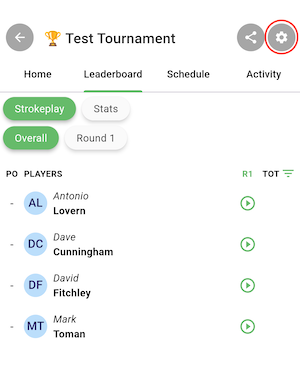 Test Tournament
Home Leaderboard Schedule Activity
Strokeplay Stats
Overall Round 1
PO PLAYERS R1 TOT
- AL Antonio
Lovern
- DC Dave
Cunningham
- DF David
Fitchley
- MT Mark
Toman